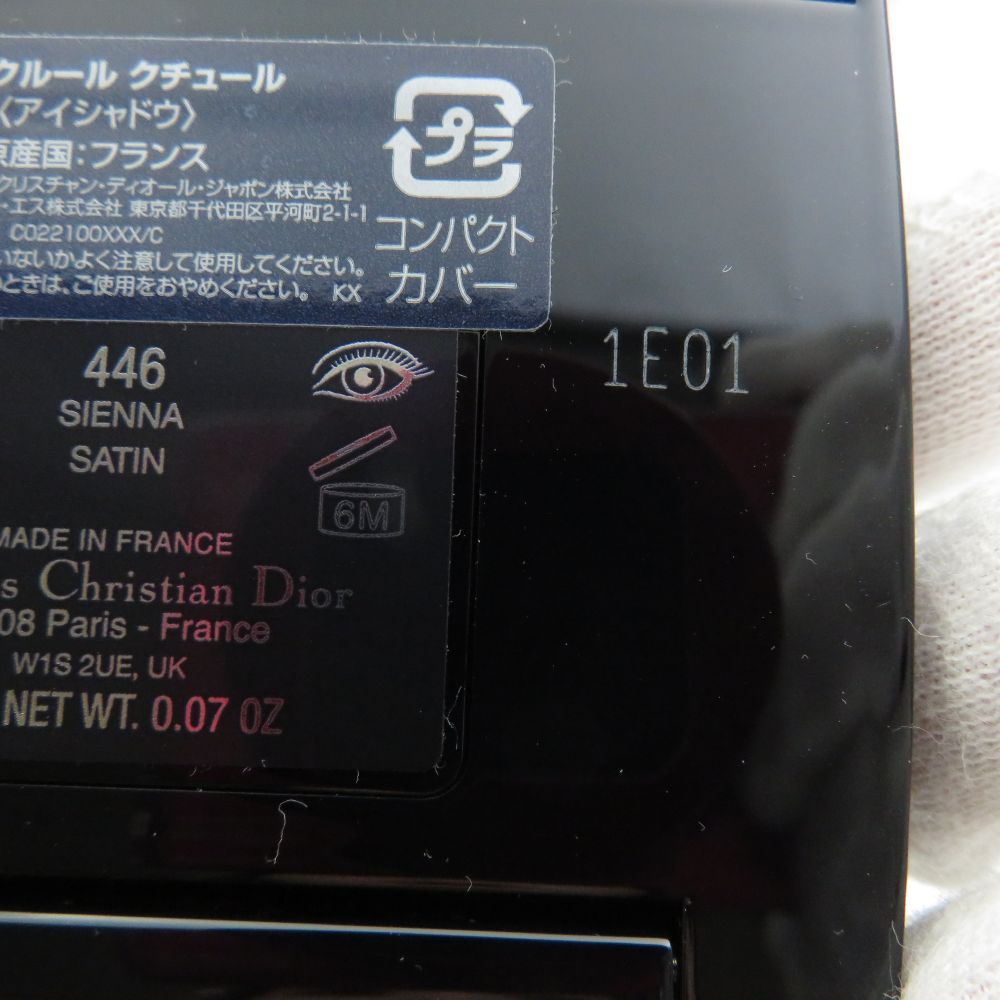 クルール クチュール
〈アイシャドウ〉
原産国:フランス
クリスチャン・ディオール・ジャポン株式会社
・エス株式会社 東京都千代田区平河町2-1-1
CO22100XXX/C
いないかよく注意して使用してください。
ときは、ご使用をおやめください。 KX
プラ
コンパクト
カバー
1E01
446
SIENNA
SATIN
6M
MADE IN FRANCE
s Christian Dior
08 Paris - France
W1S 2UE, UK
NET WT. 0.07 OZ